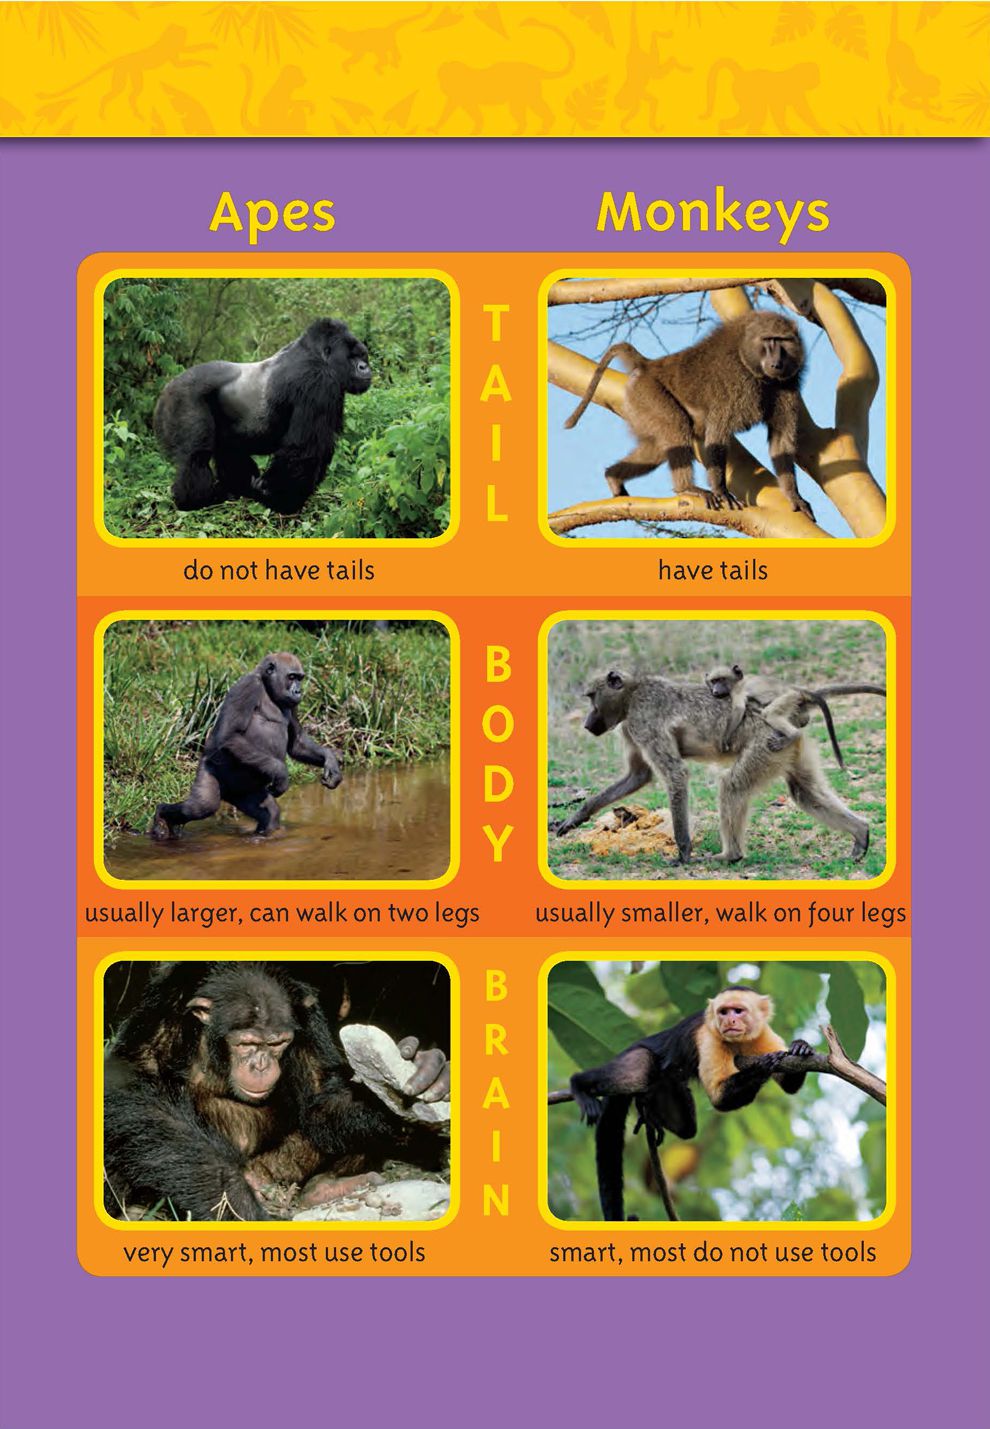 Apes
Monkeys
TAIL
do not have tails
have tails
BODY
usually larger, can walk on two legs
usually smaller, walk on four legs
BRAIN
very smart, most use tools
smart, most do not use tools